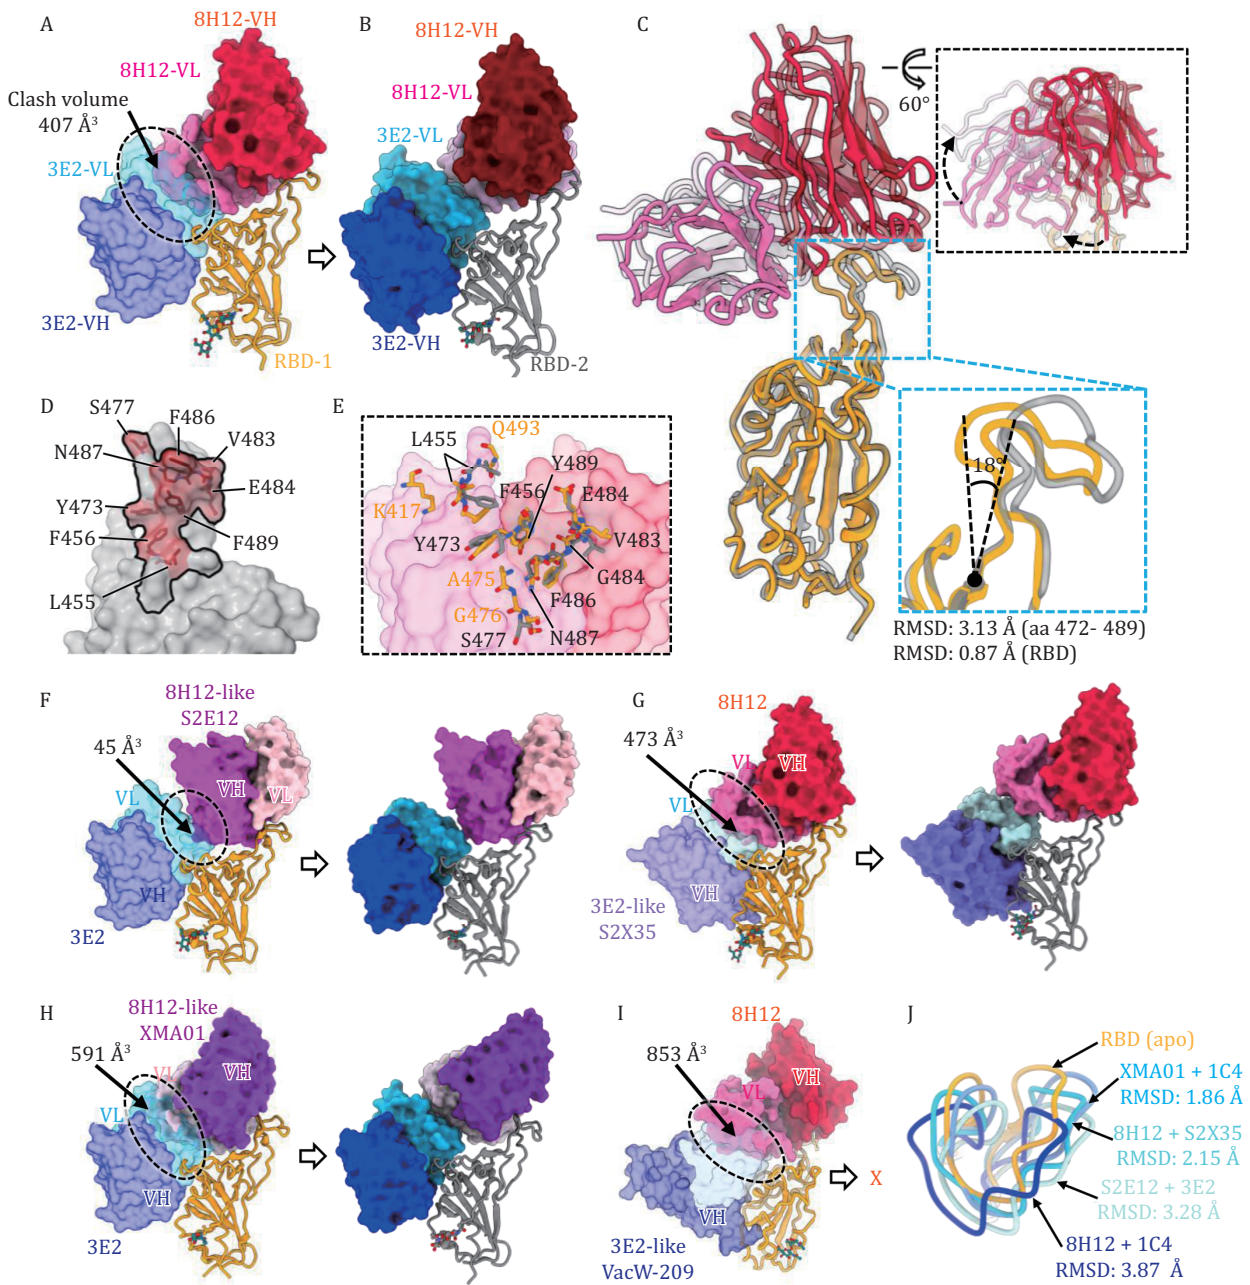 A
8H12-VH
8H12-VL
Clash volume
407 Å³
3E2-VL
3E2-VH
RBD-1
B
8H12-VH
8H12-VL
3E2-VL
3E2-VH
RBD-2
C
60°
18°
RMSD: 3.13 Å (aa 472- 489)
RMSD: 0.87 Å (RBD)
D
S477
F486
N487
V483
E484
Y473
F456
F489
L455
E
Q493
L455
Y489
F456
E484
K417
Y473
V483
A475
G484
G476
F486
S477
N487
F
8H12-like
S2E12
45 Å³
VH
VL
VL
VH
3E2
G
8H12
473 Å³
VL
VH
VL
VH
3E2-like
S2X35
H
8H12-like
XMA01
591 Å³
VL
VH
VL
VH
3E2
I
8H12
853 Å³
VH
VL
X
VH
3E2-like
VacW-209
J
RBD (apo)
XMA01 + 1C4
RMSD: 1.86 Å
8H12 + S2X35
RMSD: 2.15 Å
S2E12 + 3E2
RMSD: 3.28 Å
8H12 + 1C4
RMSD: 3.87 Å